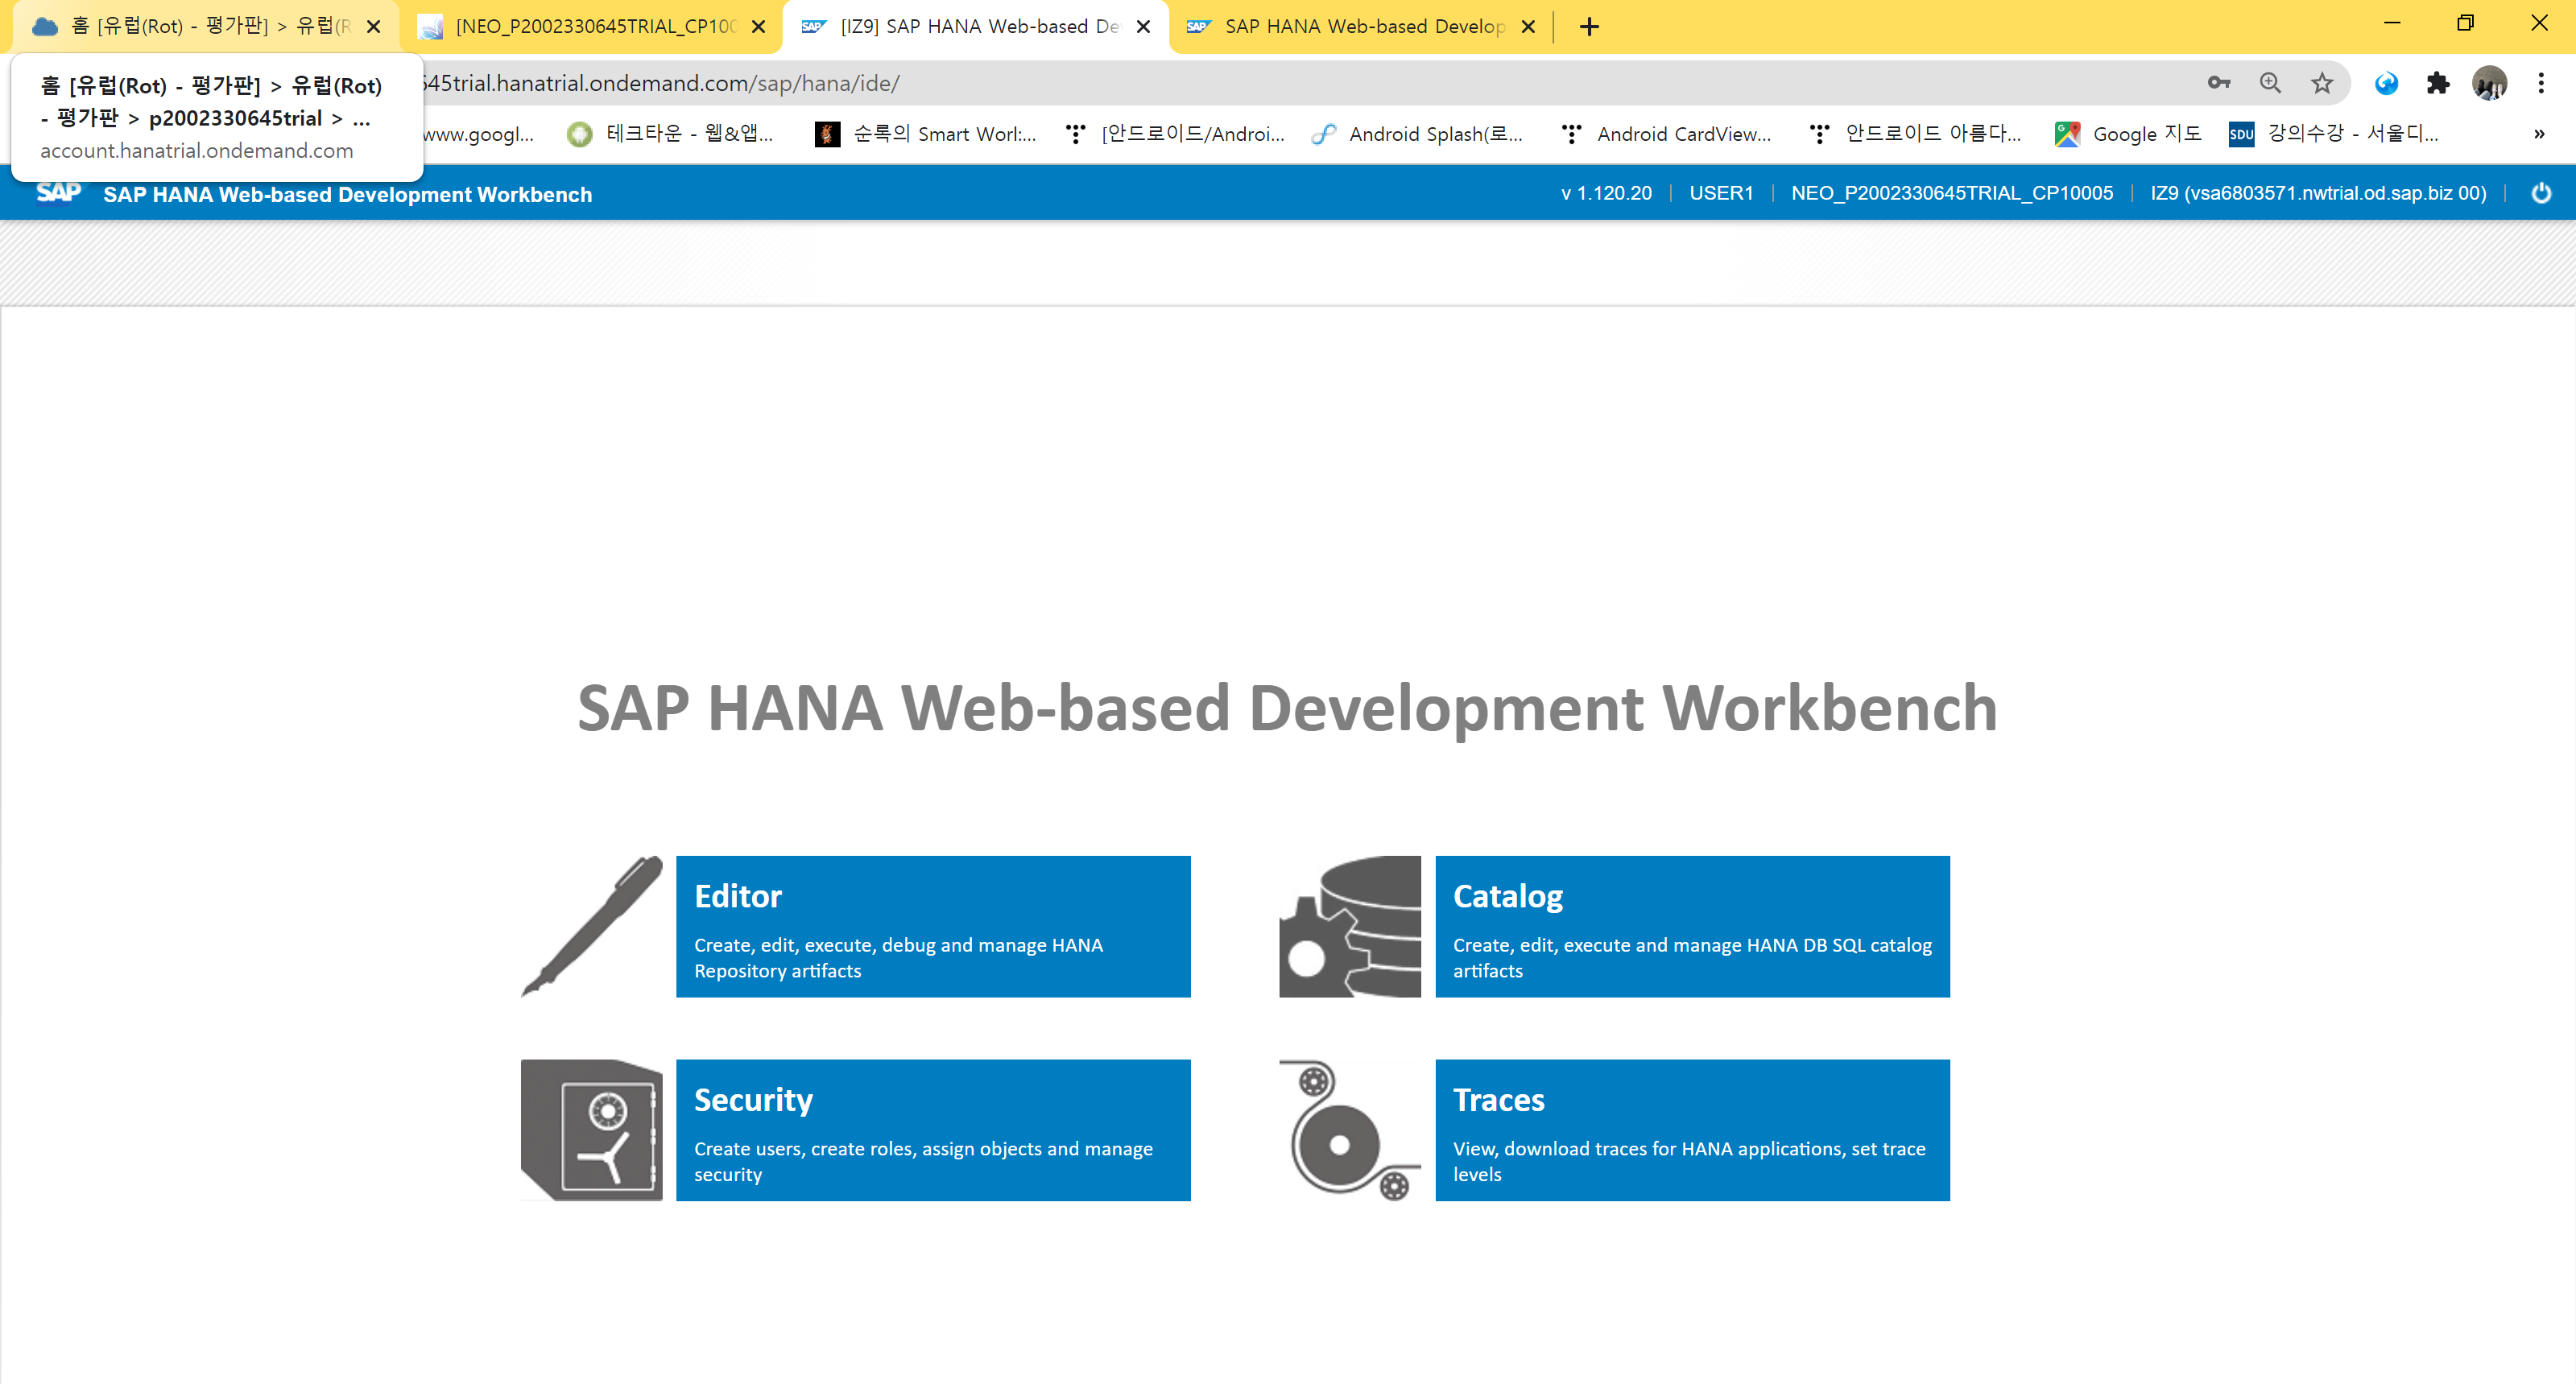 홈 [유럽(Rot) - 평가판] > 유럽(R
[NEO_P2002330645TRIAL_CP100
SAP
[IZ9] SAP HANA Web-based De
SAP
SAP HANA Web-based Develop
홈 [유럽(Rot) - 평가판] > 유럽(Rot)
- 평가판 > p2002330645trial > ...
account.hanatrial.ondemand.com
645trial.hanatrial.ondemand.com/sap/hana/ide/
www.googl...
테크타운 - 웹&앱...
순록의 Smart Worl:...
[안드로이드/Androi...
Android Splash(로...
Android CardView...
안드로이드 아름다...
Google 지도
SDU
강의수강 - 서울디...
»
SAP
SAP HANA Web-based Development Workbench
v 1.120.20 | USER1 | NEO_P2002330645TRIAL_CP10005 | IZ9 (vsa6803571.nwtrial.od.sap.biz 00) |
SAP HANA Web-based Development Workbench
Editor
Create, edit, execute, debug and manage HANA
Repository artifacts
Catalog
Create, edit, execute and manage HANA DB SQL catalog
artifacts
Security
Create users, create roles, assign objects and manage
security
Traces
View, download traces for HANA applications, set trace
levels